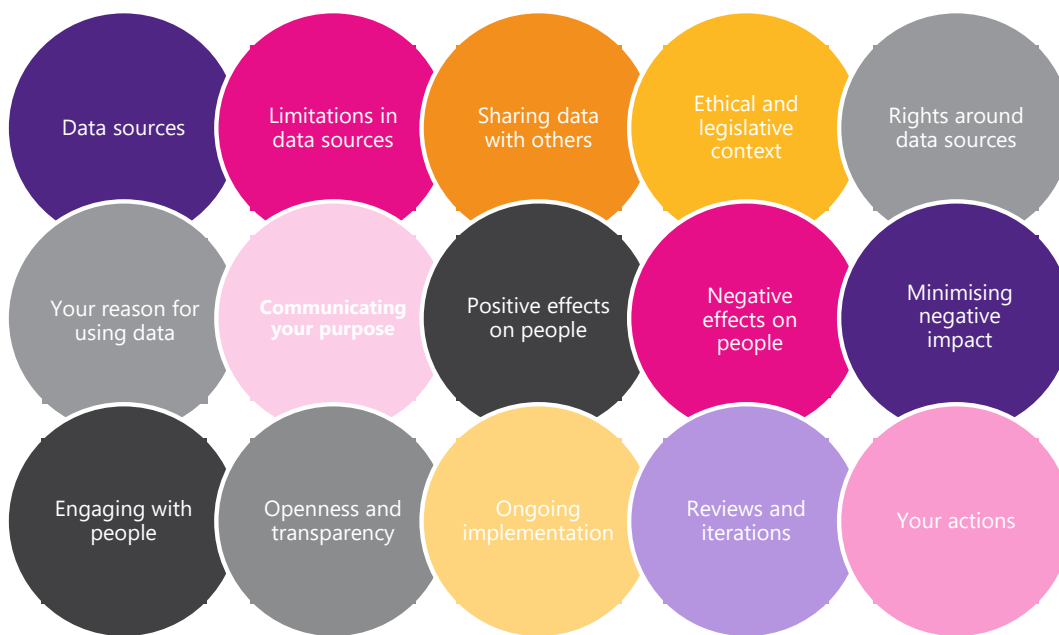 Data sources
Limitations in
data sources
Sharing data
with others
Ethical and
legislative
context
Rights around
data sources
Your reason for
using data
Communicating
your purpose
Positive effects
on people
Negative
effects on
people
Minimising
negative
impact
Engaging with
people
Openness and
transparency
Ongoing
implementation
Reviews and
iterations
Your actions